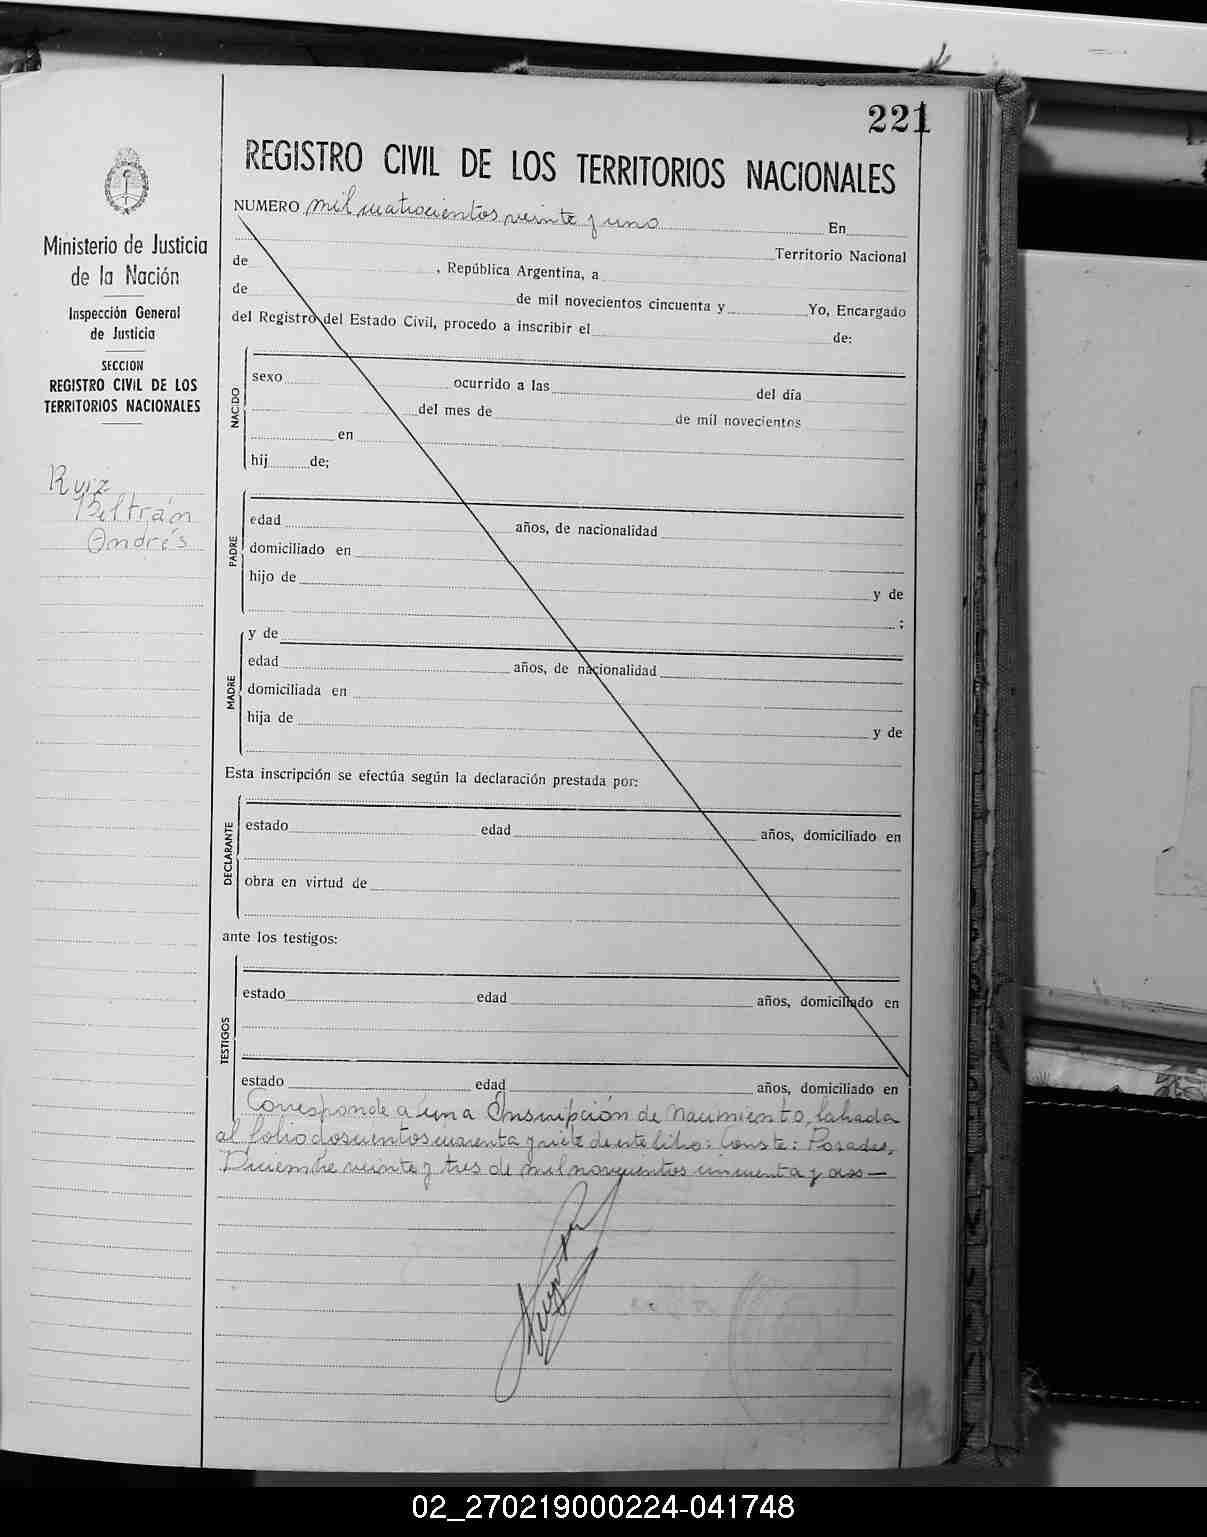 221
REGISTRO CIVIL DE LOS TERRITORIOS NACIONALES
Ministerio de Justicia
de la Nación
Inspección General
de Justicia
SECCION
REGISTRO CIVIL DE LOS
TERRITORIOS NACIONALES
Ruiz
Beltrán
Andrés
NUMERO mil cuatrocientos veinte y uno En
Territorio Nacional
de , República Argentina, a
de de mil novecientos cincuenta y Yo, Encargado
del Registro del Estado Civil, procedo a inscribir el de:
NACIDO
sexo ocurrido a las del día
del mes de de mil novecientos
en
hij de;
PADRE
edad años, de nacionalidad
domiciliado en
hijo de y de
;
MADRE
y de
edad años, de nacionalidad
domiciliada en
hija de y de
Esta inscripción se efectúa según la declaración prestada por:
DECLARANTE
estado edad años, domiciliado en
obra en virtud de
ante los testigos:
TESTIGOS
estado edad años, domiciliado en
estado edad años, domiciliado en
Corresponde a una Inscripción de Nacimiento, labada
al folio doscientos cuarenta y siete de este libro: Conste: Posadas,
Diciembre veinte y tres de mil novecientos cincuenta y dos —
02_270219000224-041748